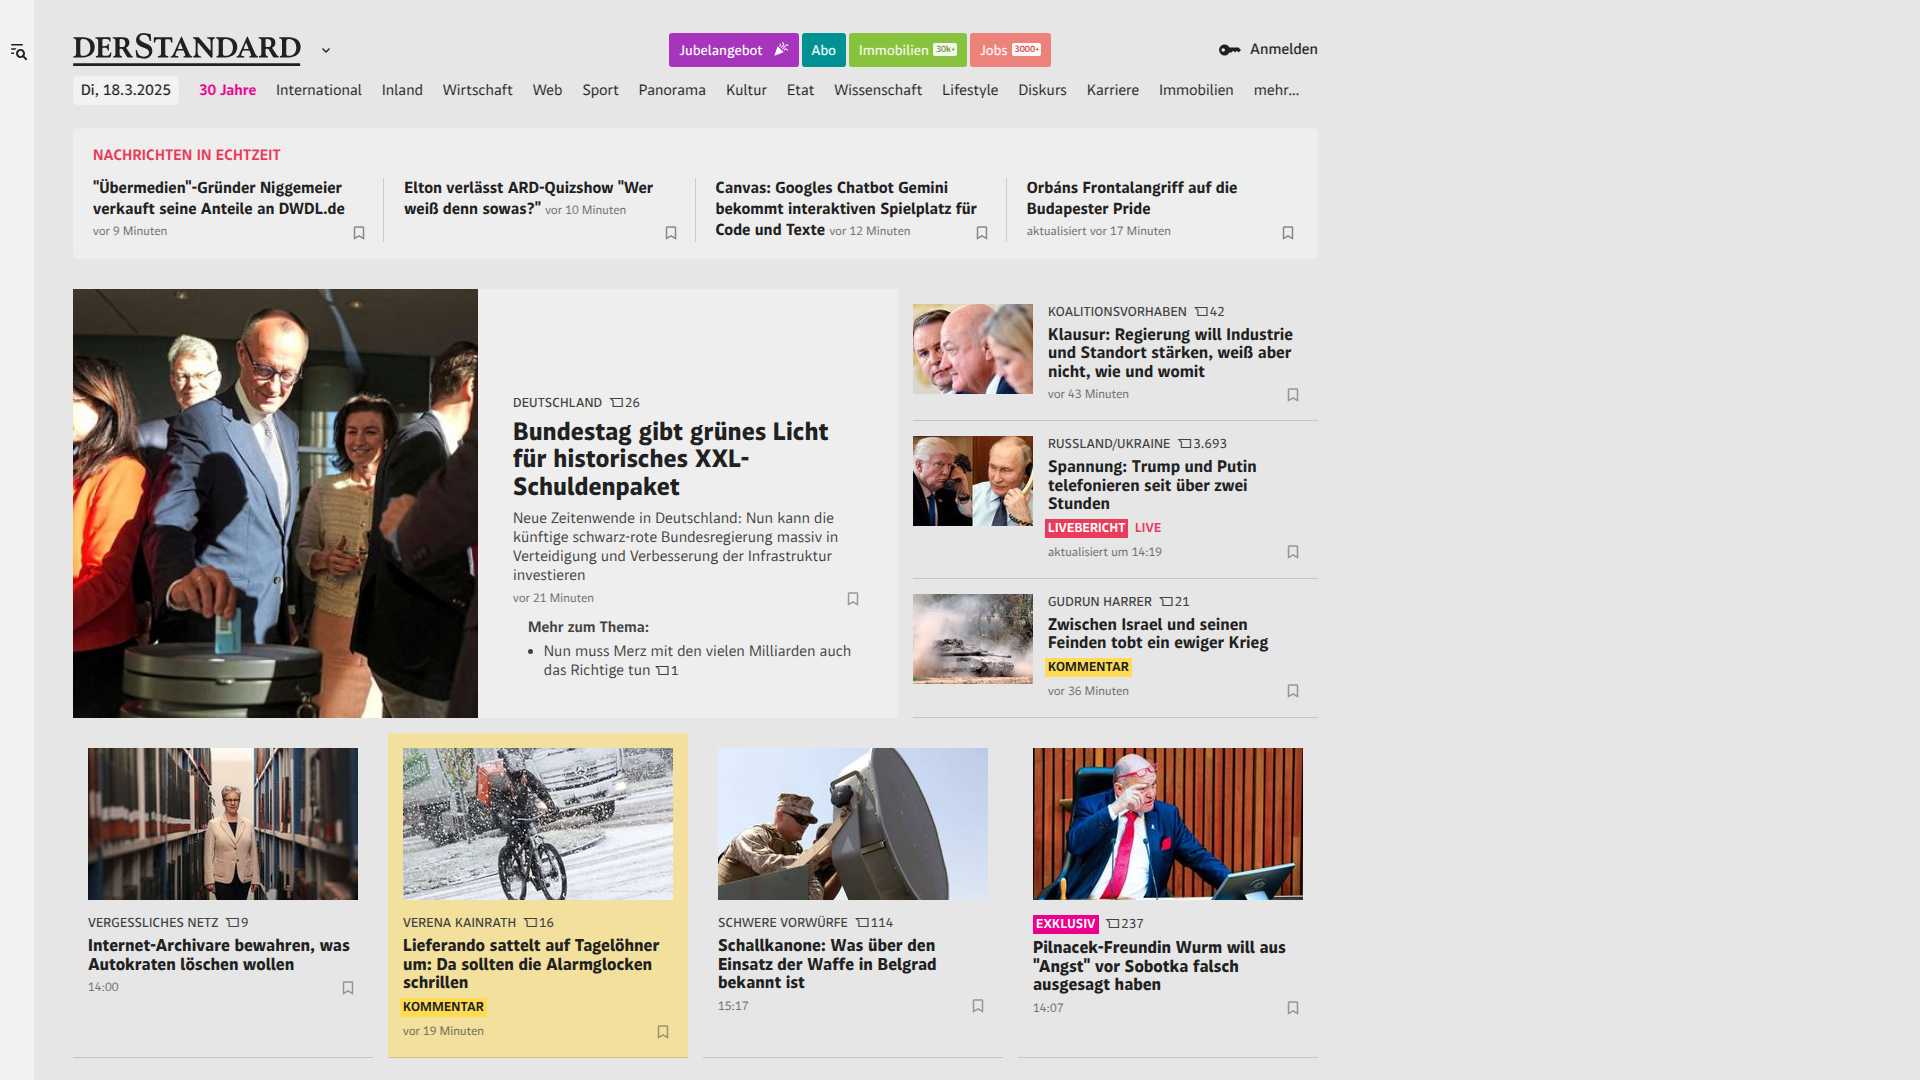 DERSTANDARD
Jubelangebot
Abo
Immobilien 30k+
Jobs 3000+
Anmelden
Di, 18.3.2025
30 Jahre
International
Inland
Wirtschaft
Web
Sport
Panorama
Kultur
Etat
Wissenschaft
Lifestyle
Diskurs
Karriere
Immobilien
mehr...
NACHRICHTEN IN ECHTZEIT
"Übermedien"-Gründer Niggemeier
verkauft seine Anteile an DWDL.de
vor 9 Minuten
Elton verlässt ARD-Quizshow "Wer
weiß denn sowas?" vor 10 Minuten
Canvas: Googles Chatbot Gemini
bekommt interaktiven Spielplatz für
Code und Texte vor 12 Minuten
Orbáns Frontalangriff auf die
Budapester Pride
aktualisiert vor 17 Minuten
DEUTSCHLAND 26
Bundestag gibt grünes Licht
für historisches XXL-
Schuldenpaket
Neue Zeitenwende in Deutschland: Nun kann die
künftige schwarz-rote Bundesregierung massiv in
Verteidigung und Verbesserung der Infrastruktur
investieren
vor 21 Minuten
Mehr zum Thema:
• Nun muss Merz mit den vielen Milliarden auch
das Richtige tun 1
KOALITIONSVORHABEN 42
Klausur: Regierung will Industrie
und Standort stärken, weiß aber
nicht, wie und womit
vor 43 Minuten
RUSSLAND/UKRAINE 3.693
Spannung: Trump und Putin
telefonieren seit über zwei
Stunden
LIVEBERICHT LIVE
aktualisiert um 14:19
GUDRUN HARRER 21
Zwischen Israel und seinen
Feinden tobt ein ewiger Krieg
KOMMENTAR
vor 36 Minuten
VERGESSLICHES NETZ 9
Internet-Archivare bewahren, was
Autokraten löschen wollen
14:00
VERENA KAINRATH 16
Lieferando sattelt auf Tagelöhner
um: Da sollten die Alarmglocken
schrillen
KOMMENTAR
vor 19 Minuten
SCHWERE VORWÜRFE 114
Schallkanone: Was über den
Einsatz der Waffe in Belgrad
bekannt ist
15:17
EXKLUSIV 237
Pilnacek-Freundin Wurm will aus
"Angst" vor Sobotka falsch
ausgesagt haben
14:07